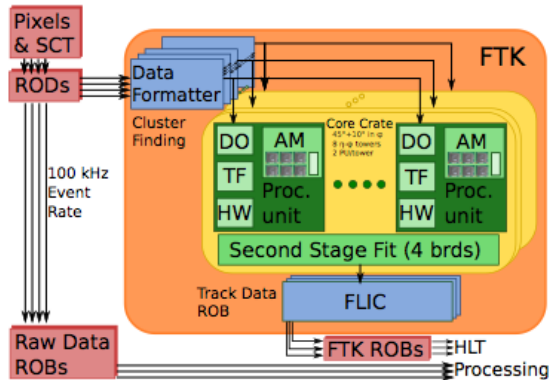 Pixels
& SCT
RODs
FTK
Data
Formatter
Cluster
Finding
100 kHz
Event
Rate
Core Crate
45°+10° in φ
8 η-φ towers
2 PU/tower
DO
AM
TF
Proc.
HW
unit
DO
AM
TF
Proc.
HW
unit
Second Stage Fit (4 brds)
Track Data
ROB
FLIC
Raw Data
ROBs
FTK ROBs
HLT
Processing